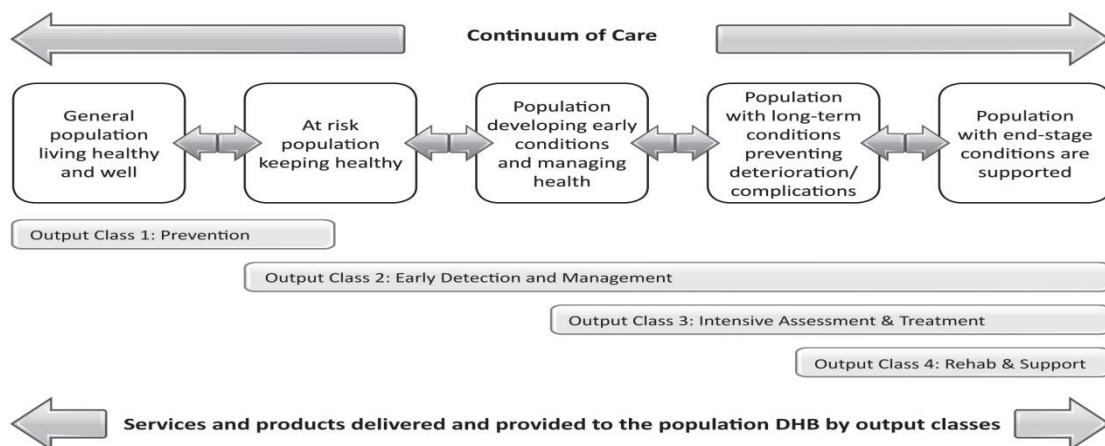 Continuum of Care
General
population
living healthy
and well
At risk
population
keeping healthy
Population
developing early
conditions
and managing
health
Population
with long-term
conditions
preventing
deterioration/
complications
Population
with end-stage
conditions are
supported
Output Class 1: Prevention
Output Class 2: Early Detection and Management
Output Class 3: Intensive Assessment & Treatment
Output Class 4: Rehab & Support
Services and products delivered and provided to the population DHB by output classes